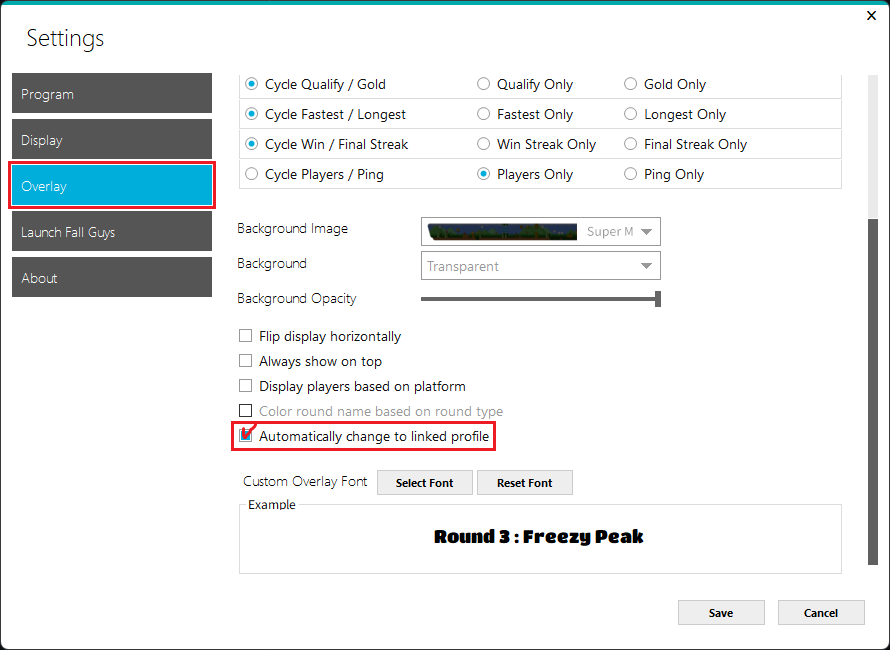 Settings
Program
Display
Overlay
Launch Fall Guys
About
Cycle Qualify / Gold Qualify Only Gold Only
Cycle Fastest / Longest Fastest Only Longest Only
Cycle Win / Final Streak Win Streak Only Final Streak Only
Cycle Players / Ping Players Only Ping Only
Background Image Super M
Background Transparent
Background Opacity
Flip display horizontally
Always show on top
Display players based on platform
Color round name based on round type
Automatically change to linked profile
Custom Overlay Font Select Font Reset Font
Example
Round 3 : Freezy Peak
Save Cancel